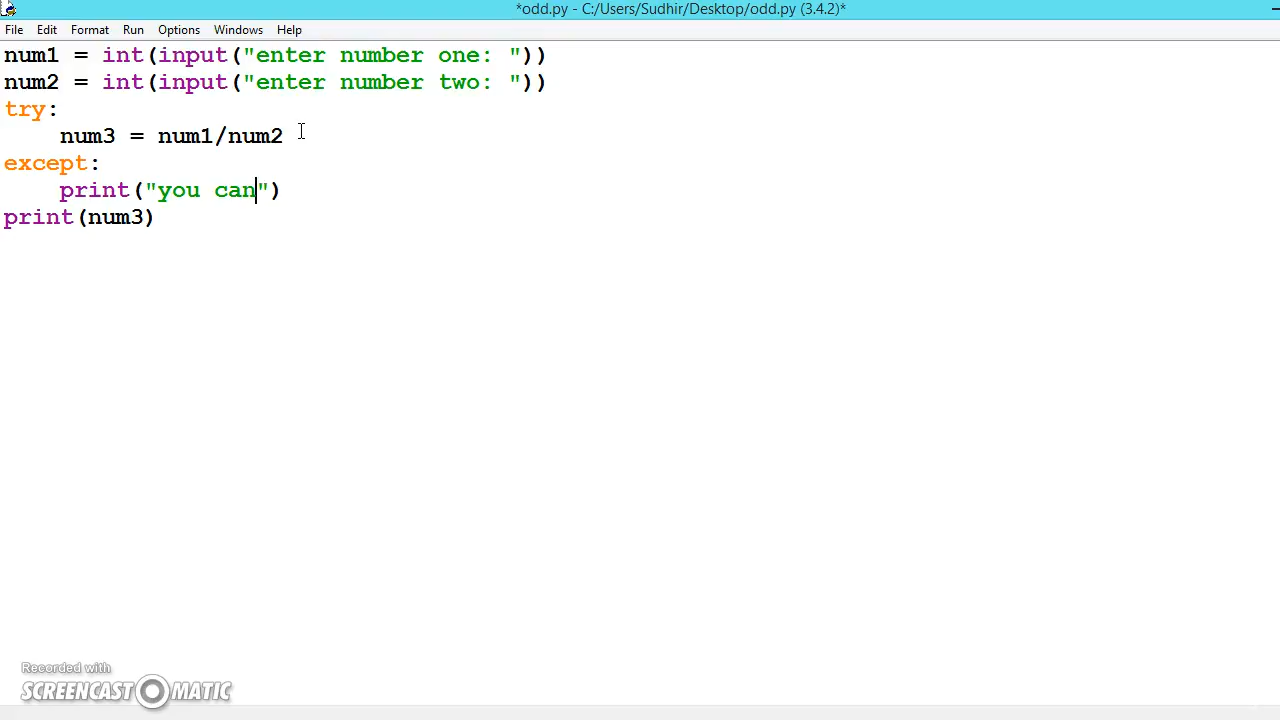 *odd.py - C:/Users/Sudhir/Desktop/odd.py (3.4.2)*
File Edit Format Run Options Windows Help
num1 = int(input("enter number one: "))
num2 = int(input("enter number two: "))
try:
    num3 = num1/num2
except:
    print("you can")
print(num3)
Recorded with
SCREENCAST MATIC